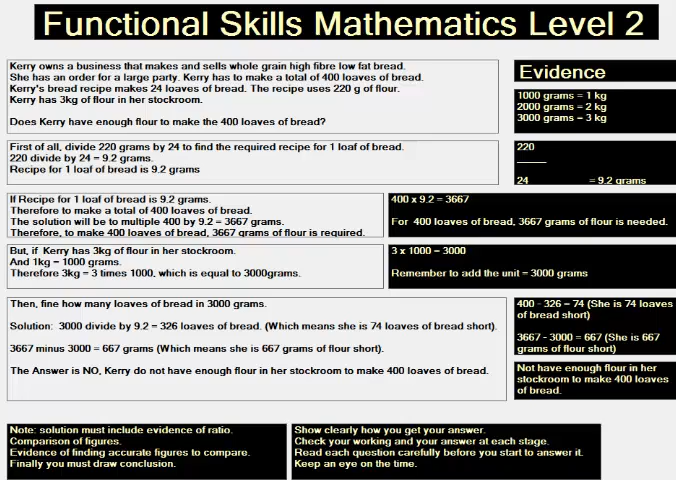 Functional Skills Mathematics Level 2
Kerry owns a business that makes and sells whole grain high fibre low fat bread.
She has an order for a large party. Kerry has to make a total of 400 loaves of bread.
Kerry's bread recipe makes 24 loaves of bread. The recipe uses 220 g of flour.
Kerry has 3kg of flour in her stockroom.
Does Kerry have enough flour to make the 400 loaves of bread?
Evidence
1000 grams = 1 kg
2000 grams = 2 kg
3000 grams = 3 kg
First of all, divide 220 grams by 24 to find the required recipe for 1 loaf of bread.
220 divide by 24 = 9.2 grams.
Recipe for 1 loaf of bread is 9.2 grams
220
24 = 9.2 grams
If Recipe for 1 loaf of bread is 9.2 grams.
Therefore to make a total of 400 loaves of bread.
The solution will be to multiple 400 by 9.2 = 3667 grams.
Therefore, to make 400 loaves of bread, 3667 grams of flour is required.
400 x 9.2 = 3667
For 400 loaves of bread, 3667 grams of flour is needed.
But, if Kerry has 3kg of flour in her stockroom.
And 1kg = 1000 grams.
Therefore 3kg = 3 times 1000, which is equal to 3000grams.
3 x 1000 = 3000
Remember to add the unit = 3000 grams
Then, fine how many loaves of bread in 3000 grams.
Solution: 3000 divide by 9.2 = 326 loaves of bread. (Which means she is 74 loaves of bread short).
3667 minus 3000 = 667 grams (Which means she is 667 grams of flour short).
The Answer is NO, Kerry do not have enough flour in her stockroom to make 400 loaves of bread.
400 - 326 = 74 (She is 74 loaves
of bread short)
3667 - 3000 = 667 (She is 667
grams of flour short)
Not have enough flour in her
stockroom to make 400 loaves
of bread.
Note: solution must include evidence of ratio.
Comparison of figures.
Evidence of finding accurate figures to compare.
Finally you must draw conclusion.
Show clearly how you get your answer.
Check your working and your answer at each stage.
Read each question carefully before you start to answer it.
Keep an eye on the time.